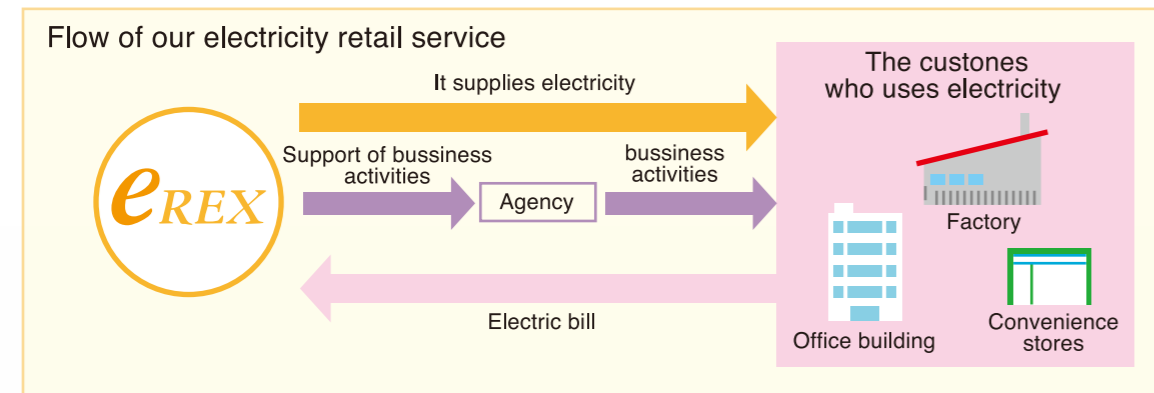 Flow of our electricity retail service
It supplies electricity
The custones
who uses electricity
eREX
Support of bussiness
activities
Agency
bussiness
activities
Factory
Electric bill
Office building
Convenience
stores